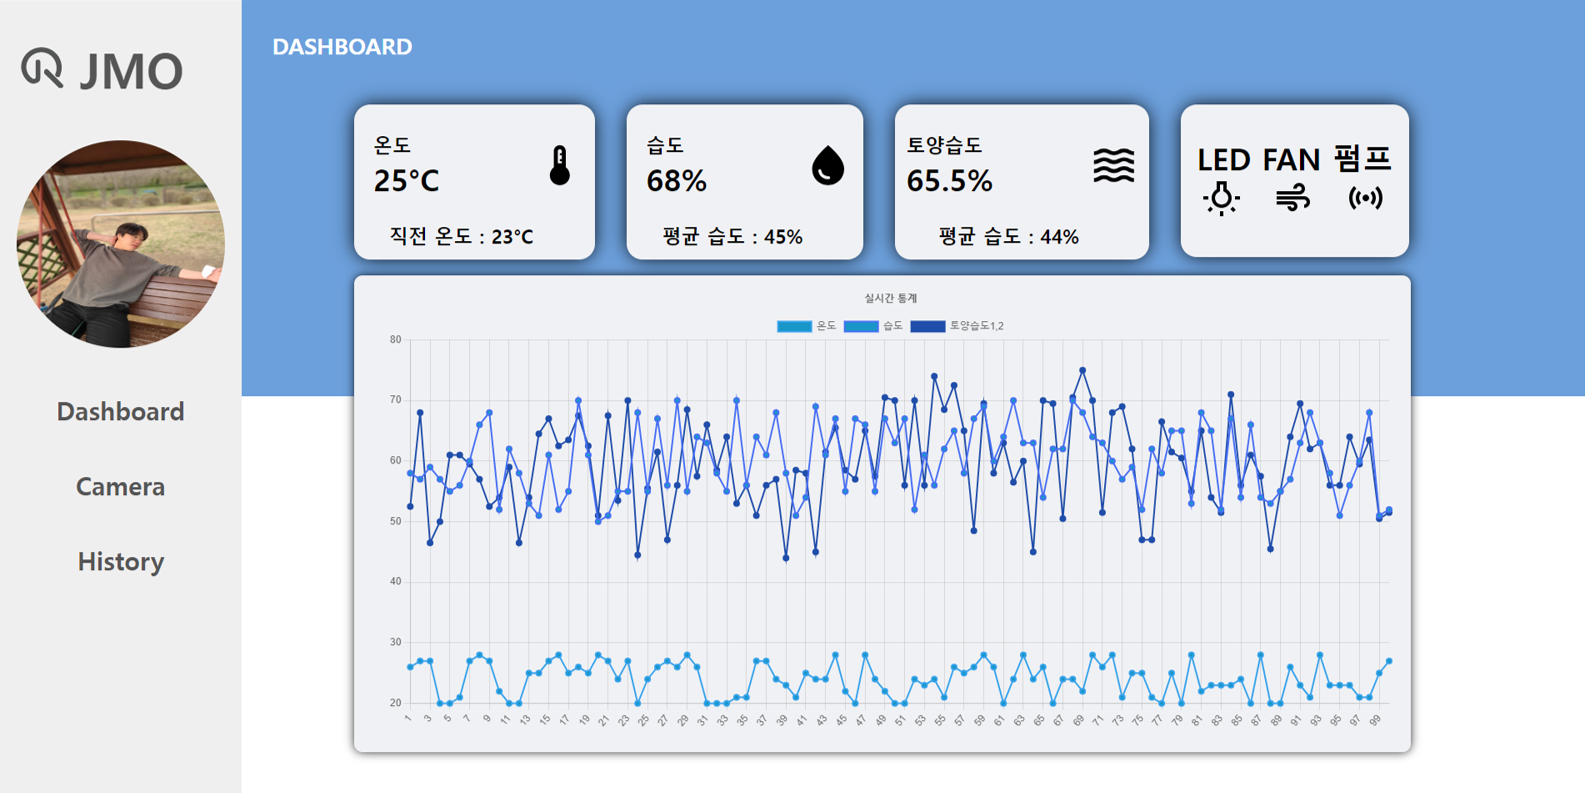 JMO
Dashboard
Camera
History
DASHBOARD
온도
25°C
직전 온도 : 23°C
습도
68%
평균 습도 : 45%
토양습도
65.5%
평균 습도 : 44%
LED FAN 펌프
실시간 통계
온도 습도 토양습도1,2
80
70
60
50
40
30
20
1 3 5 7 9 11 13 15 17 19 21 23 25 27 29 31 33 35 37 39 41 43 45 47 49 51 53 55 57 59 61 63 65 67 69 71 73 75 77 79 81 83 85 87 89 91 93 95 97 99